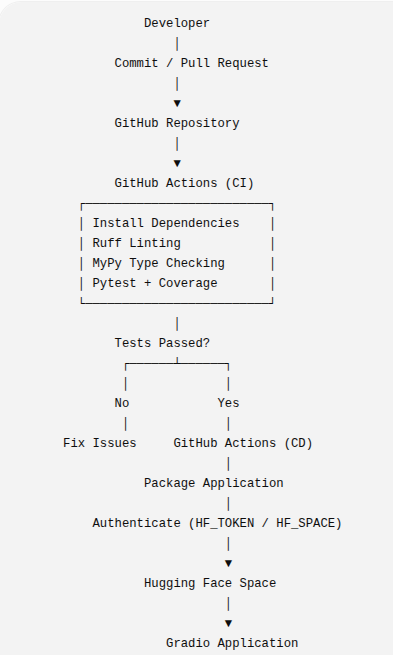 Developer
Commit / Pull Request
GitHub Repository
GitHub Actions (CI)
Install Dependencies
Ruff Linting
MyPy Type Checking
Pytest + Coverage
Tests Passed?
No Yes
Fix Issues GitHub Actions (CD)
Package Application
Authenticate (HF_TOKEN / HF_SPACE)
Hugging Face Space
Gradio Application